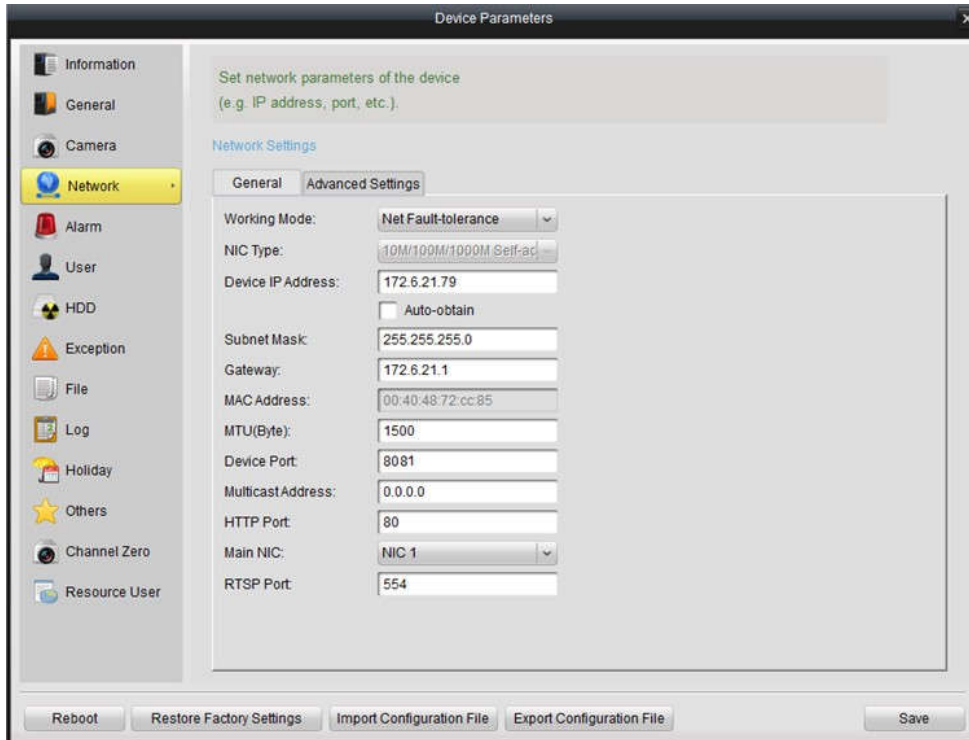 Device Parameters
Information
General
Camera
Network
Alarm
User
HDD
Exception
File
Log
Holiday
Others
Channel Zero
Resource User
Set network parameters of the device
(e.g. IP address, port, etc.).
Network Settings
General Advanced Settings
Working Mode: Net Fault-tolerance
NIC Type: 10M/100M/1000M Self-ad
Device IP Address: 172.6.21.79
Auto-obtain
Subnet Mask: 255.255.255.0
Gateway: 172.6.21.1
MAC Address: 00:40:48:72:cc:85
MTU(Byte): 1500
Device Port: 8081
Multicast Address: 0.0.0.0
HTTP Port: 80
Main NIC: NIC 1
RTSP Port: 554
Reboot Restore Factory Settings Import Configuration File Export Configuration File Save